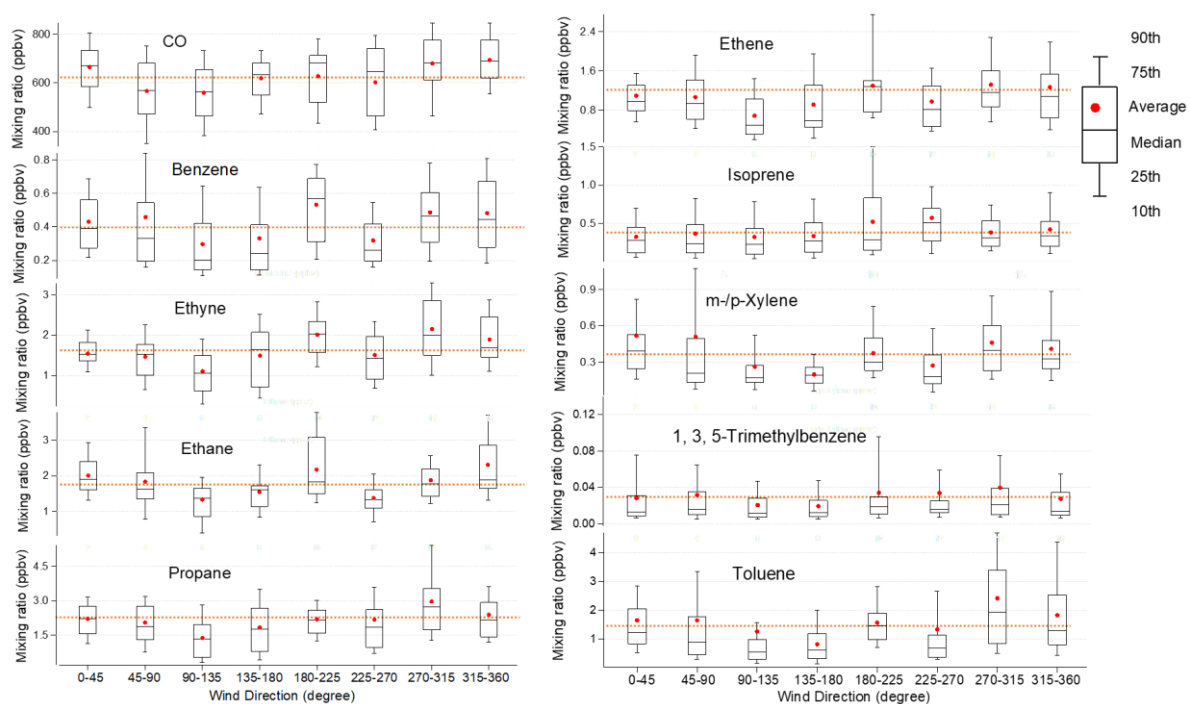 CO
Mixing ratio (ppbv)
800
600
400
Benzene
Mixing ratio (ppbv)
0.8
0.6
0.4
0.2
Ethyne
Mixing ratio (ppbv)
3
2
1
Ethane
Mixing ratio (ppbv)
3
2
1
Propane
Mixing ratio (ppbv)
4.5
3.0
1.5
0-45 45-90 90-135 135-180 180-225 225-270 270-315 315-360
Wind Direction (degree)
Ethene
Mixing ratio (ppbv)
2.4
1.6
0.8
Isoprene
Mixing ratio (ppbv)
1.5
1.0
0.5
m-/p-Xylene
Mixing ratio (ppbv)
0.9
0.6
0.3
1, 3, 5-Trimethylbenzene
Mixing ratio (ppbv)
0.12
0.08
0.04
0.00
Toluene
Mixing ratio (ppbv)
4
3
2
1
0-45 45-90 90-135 135-180 180-225 225-270 270-315 315-360
Wind Direction (degree)
90th
75th
Average
Median
25th
10th